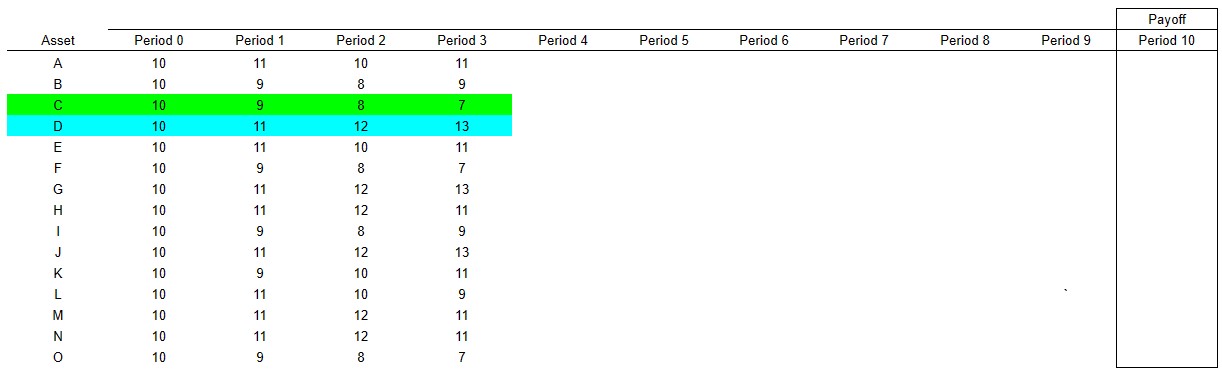 Payoff
Asset Period 0 Period 1 Period 2 Period 3 Period 4 Period 5 Period 6 Period 7 Period 8 Period 9 Period 10
A 10 11 10 11
B 10 9 8 9
C 10 9 8 7
D 10 11 12 13
E 10 11 10 11
F 10 9 8 7
G 10 11 12 13
H 10 11 12 11
I 10 9 8 9
J 10 11 12 13
K 10 9 10 11
L 10 11 10 9 `
M 10 11 12 11
N 10 11 12 11
O 10 9 8 7